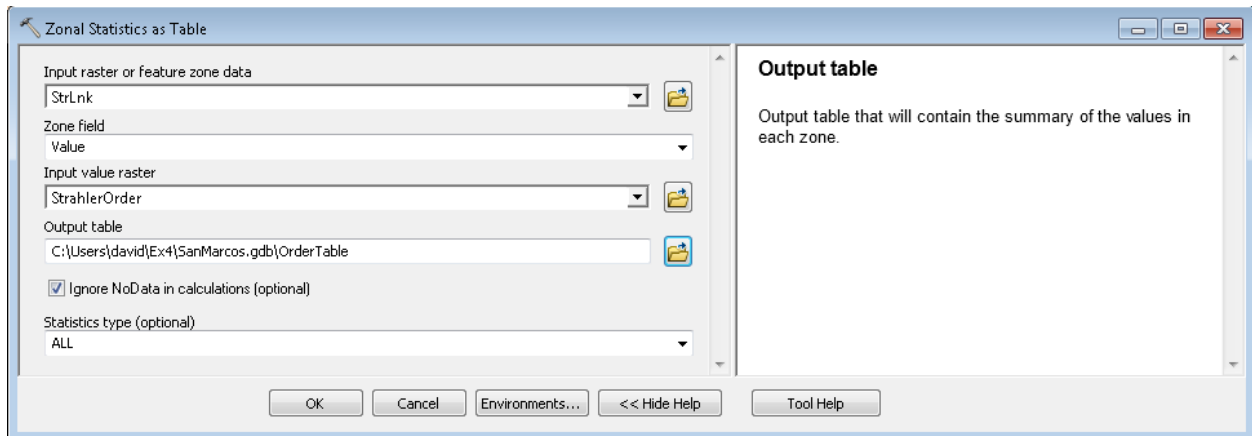 Zonal Statistics as Table
Input raster or feature zone data
StrLnk
Zone field
Value
Input value raster
StrahlerOrder
Output table
C:\Users\david\Ex4\SanMarcos.gdb\OrderTable
Ignore NoData in calculations (optional)
Statistics type (optional)
ALL
Output table
Output table that will contain the summary of the values in
each zone.
OK
Cancel
Environments...
<< Hide Help
Tool Help